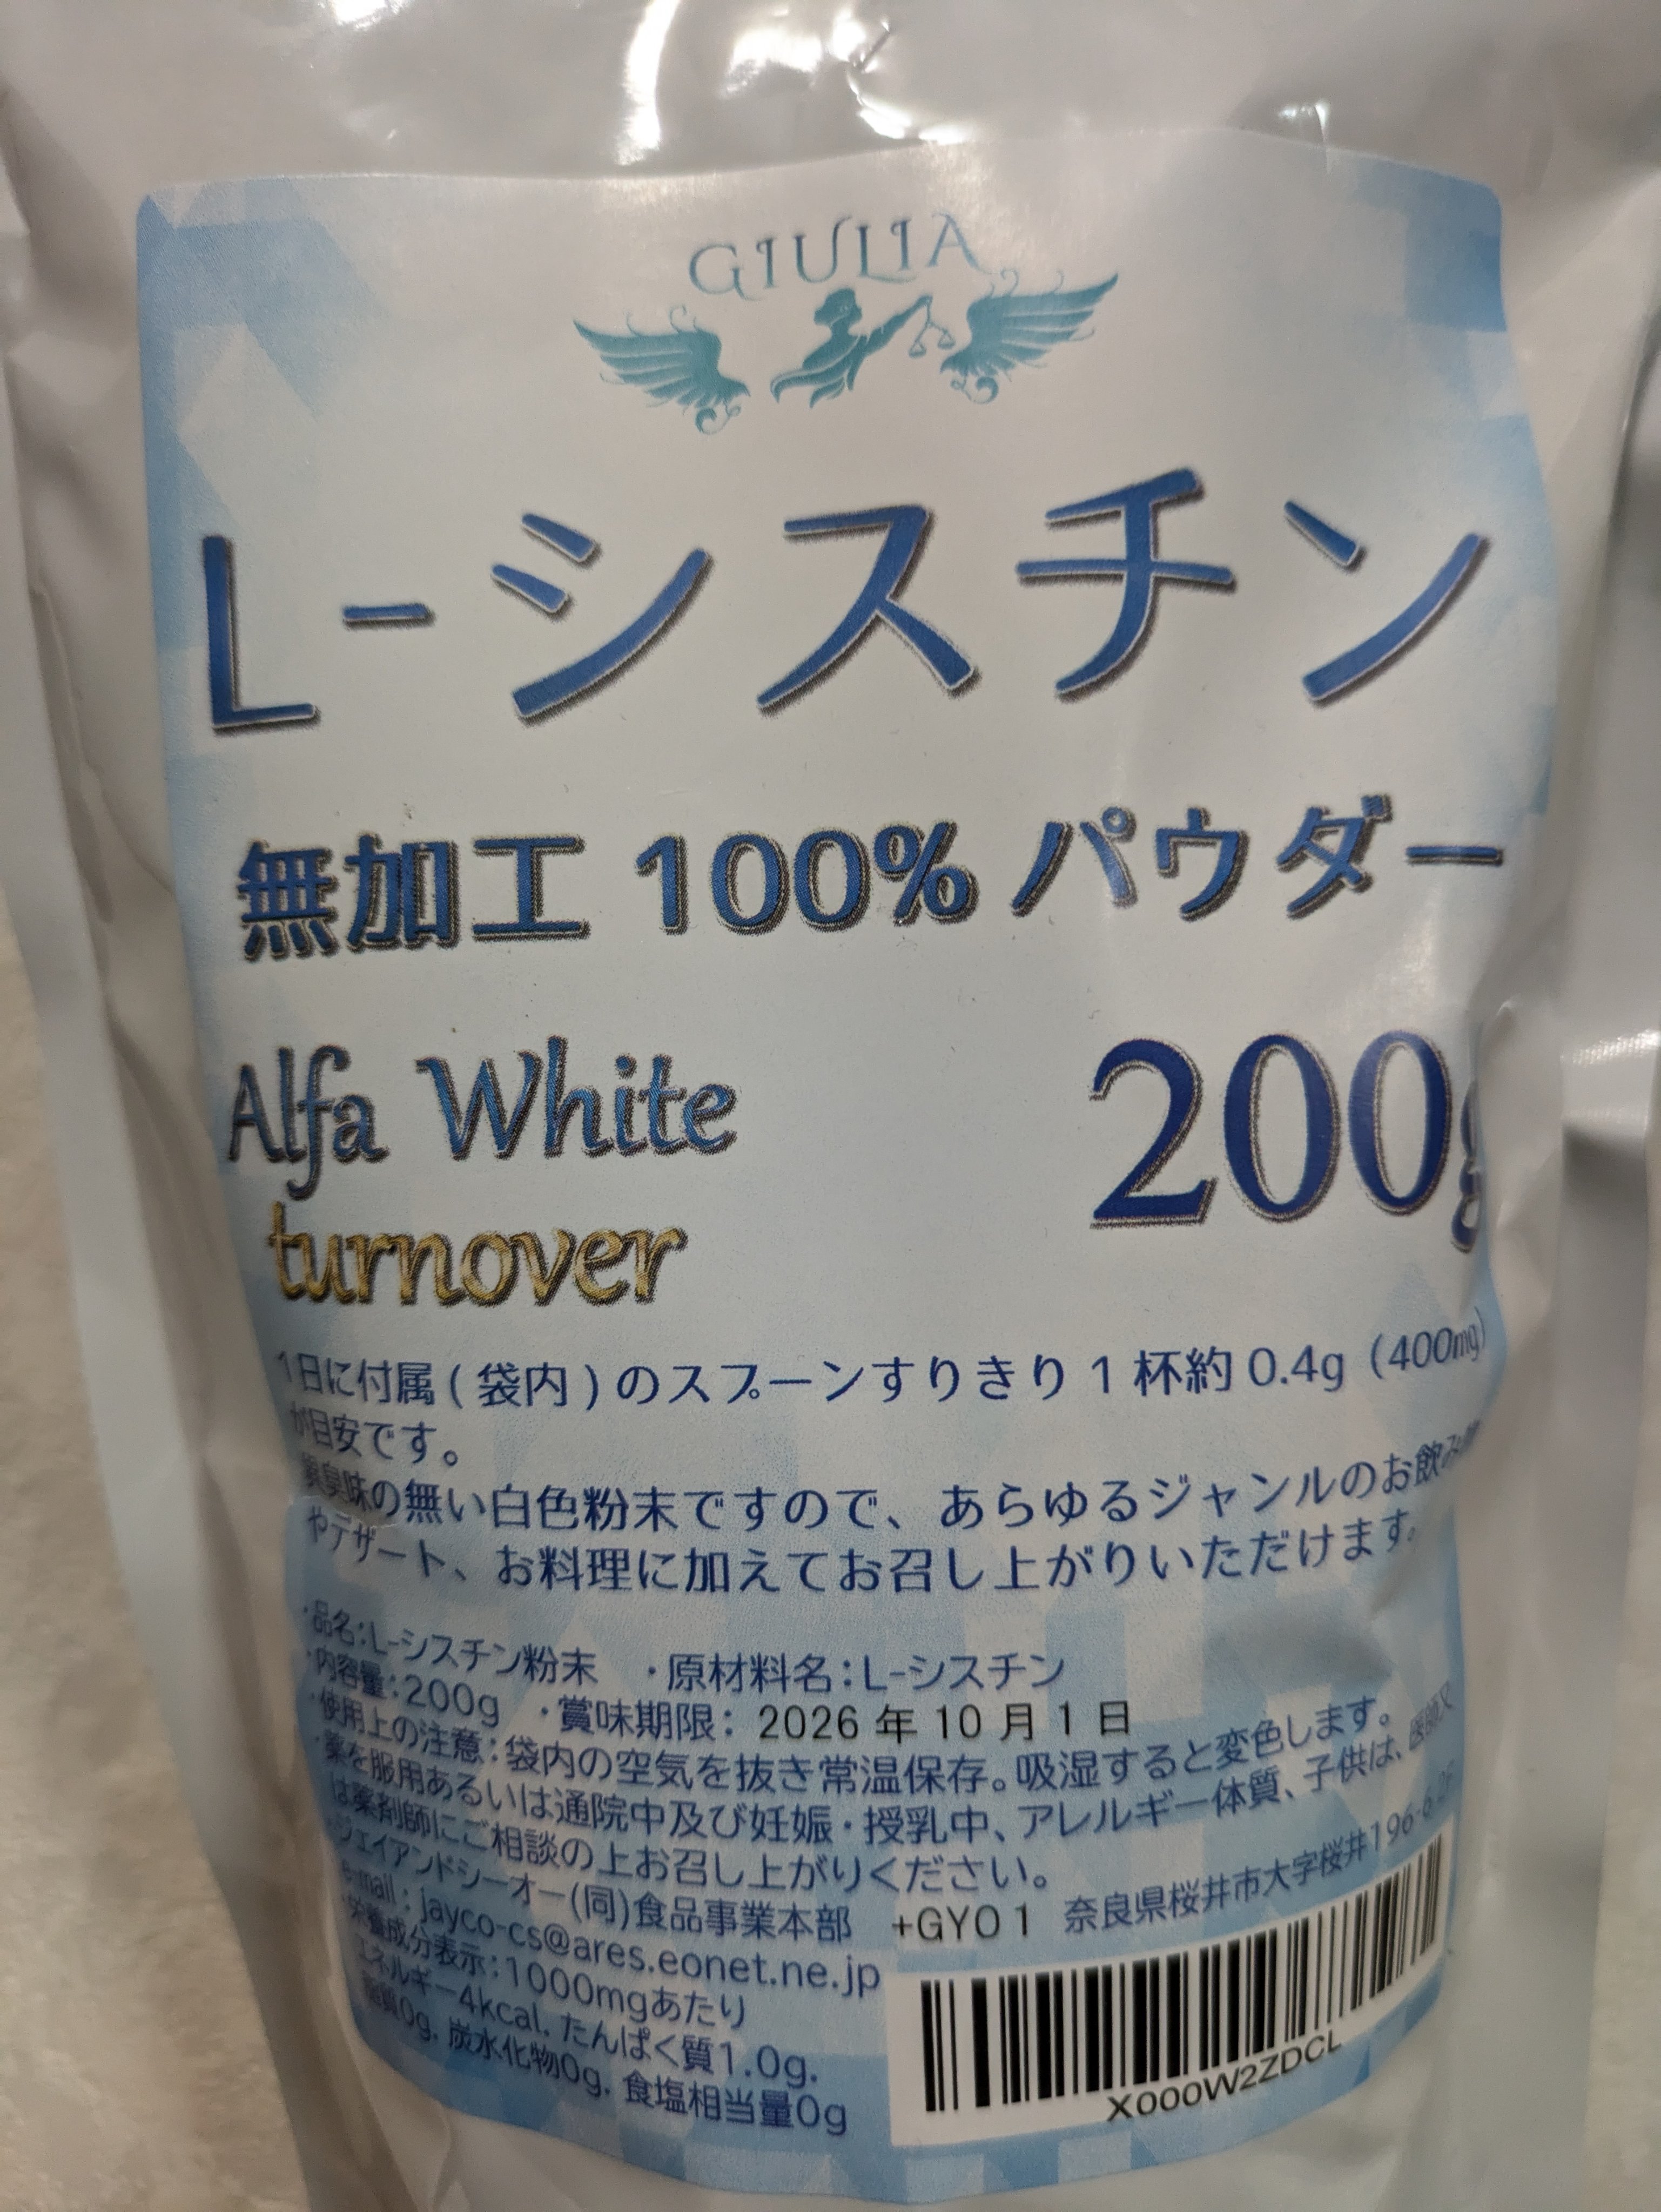 GIULIA
L-シスチン
無加工 100% パウダー
Alfa White
200g
turnover
1日に付属(袋内)のスプーンすりきり1杯約0.4g(400mg)
が目安です。
異臭味の無い白色粉末ですので、あらゆるジャンルのお飲み物
やデザート、お料理に加えてお召し上がりいただけます。
・品名:L-シスチン粉末 ・原材料名:L-シスチン
・内容量:200g ・賞味期限: 2026 年 10 月 1 日
・使用上の注意:袋内の空気を抜き常温保存。吸湿すると変色します。
・薬を服用あるいは通院中及び妊娠・授乳中、アレルギー体質、子供は、医師又
は薬剤師にご相談の上お召し上がりください。
ジェイアンドシーオー(同)食品事業本部 +GYO1 奈良県桜井市大字桜井196-6
e-mail : jayco-cs@ares.eonet.ne.jp
・栄養成分表示:1000mgあたり
エネルギー4kcal. たんぱく質1.0g.
脂質0g. 炭水化物0g. 食塩相当量0g
X000W2ZDCL